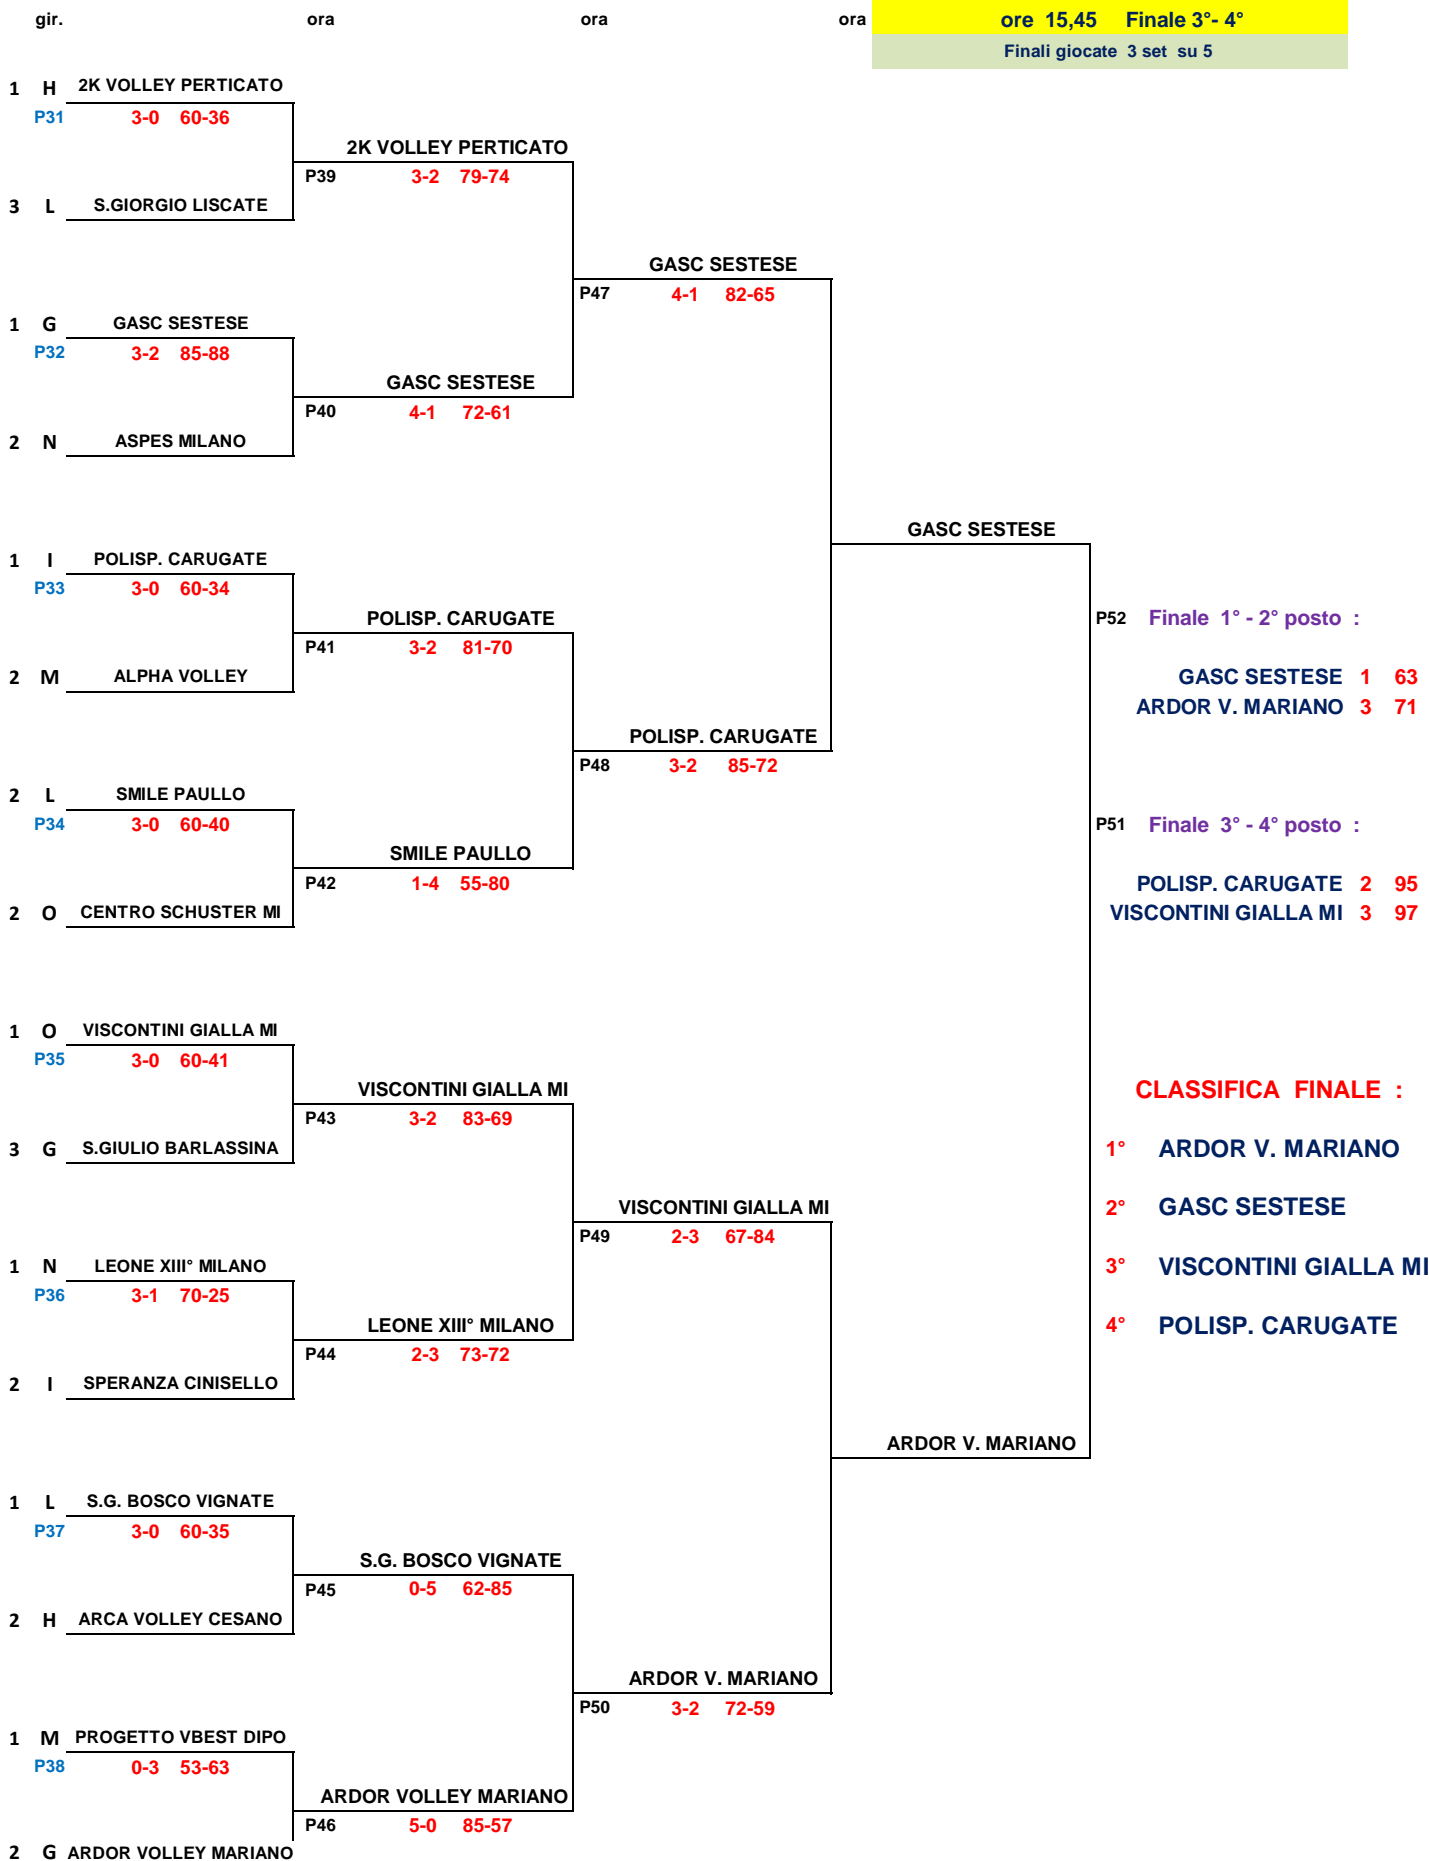 gir. ora ora ora ore 15,45 Finale 3°- 4°
Finali giocate 3 set su 5
1 H 2K VOLLEY PERTICATO
P31 3-0 60-36
2K VOLLEY PERTICATO
P39 3-2 79-74
3 L S.GIORGIO LISCATE
GASC SESTESE
P47 4-1 82-65
1 G GASC SESTESE
P32 3-2 85-88
GASC SESTESE
P40 4-1 72-61
2 N ASPES MILANO
GASC SESTESE
1 I POLISP. CARUGATE
P33 3-0 60-34
POLISP. CARUGATE P52 Finale 1° - 2° posto :
P41 3-2 81-70
2 M ALPHA VOLLEY GASC SESTESE 1 63
ARDOR V. MARIANO 3 71
POLISP. CARUGATE
P48 3-2 85-72
2 L SMILE PAULLO
P34 3-0 60-40 P51 Finale 3° - 4° posto :
SMILE PAULLO
P42 1-4 55-80 POLISP. CARUGATE 2 95
2 O CENTRO SCHUSTER MI VISCONTINI GIALLA MI 3 97
1 O VISCONTINI GIALLA MI
P35 3-0 60-41
VISCONTINI GIALLA MI CLASSIFICA FINALE :
P43 3-2 83-69
3 G S.GIULIO BARLASSINA 1° ARDOR V. MARIANO
VISCONTINI GIALLA MI 2° GASC SESTESE
P49 2-3 67-84
1 N LEONE XIII° MILANO 3° VISCONTINI GIALLA MI
P36 3-1 70-25
LEONE XIII° MILANO 4° POLISP. CARUGATE
P44 2-3 73-72
2 I SPERANZA CINISELLO
ARDOR V. MARIANO
1 L S.G. BOSCO VIGNATE
P37 3-0 60-35
S.G. BOSCO VIGNATE
P45 0-5 62-85
2 H ARCA VOLLEY CESANO
ARDOR V. MARIANO
P50 3-2 72-59
1 M PROGETTO VBEST DIPO
P38 0-3 53-63
ARDOR VOLLEY MARIANO
P46 5-0 85-57
2 G ARDOR VOLLEY MARIANO